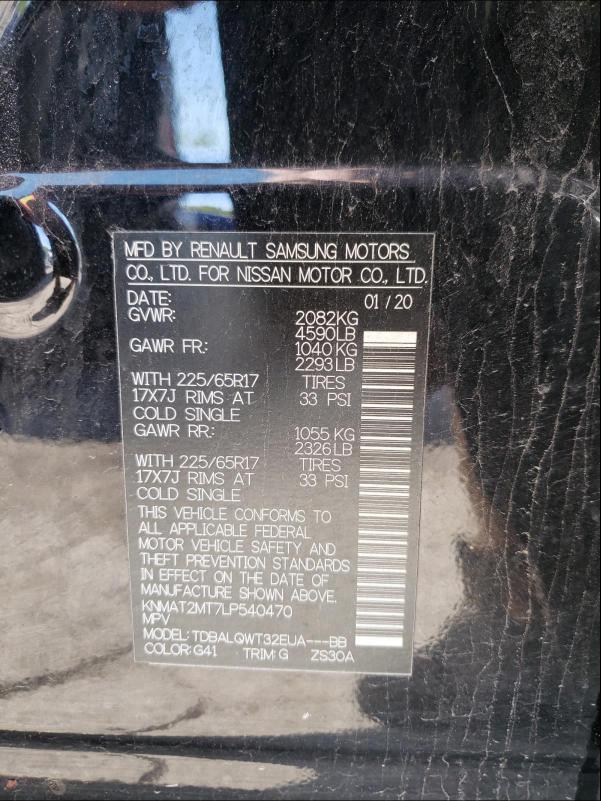 MFD BY RENAULT SAMSUNG MOTORS
CO., LTD. FOR NISSAN MOTOR CO., LTD.
DATE: 01 / 20
GVWR: 2082KG
4590LB
GAWR FR: 1040 KG
2293 LB
WITH 225/65R17 TIRES
17X7J RIMS AT 33 PSI
COLD SINGLE
GAWR RR: 1055 KG
2326 LB
WITH 225/65R17 TIRES
17X7J RIMS AT 33 PSI
COLD SINGLE
THIS VEHICLE CONFORMS TO
ALL APPLICABLE FEDERAL
MOTOR VEHICLE SAFETY AND
THEFT PREVENTION STANDARDS
IN EFFECT ON THE DATE OF
MANUFACTURE SHOWN ABOVE.
KNMAT2MT7LP540470
MPV
MODEL: TDBALQWT32EUA---BB
COLOR: G41 TRIM: G ZS30A